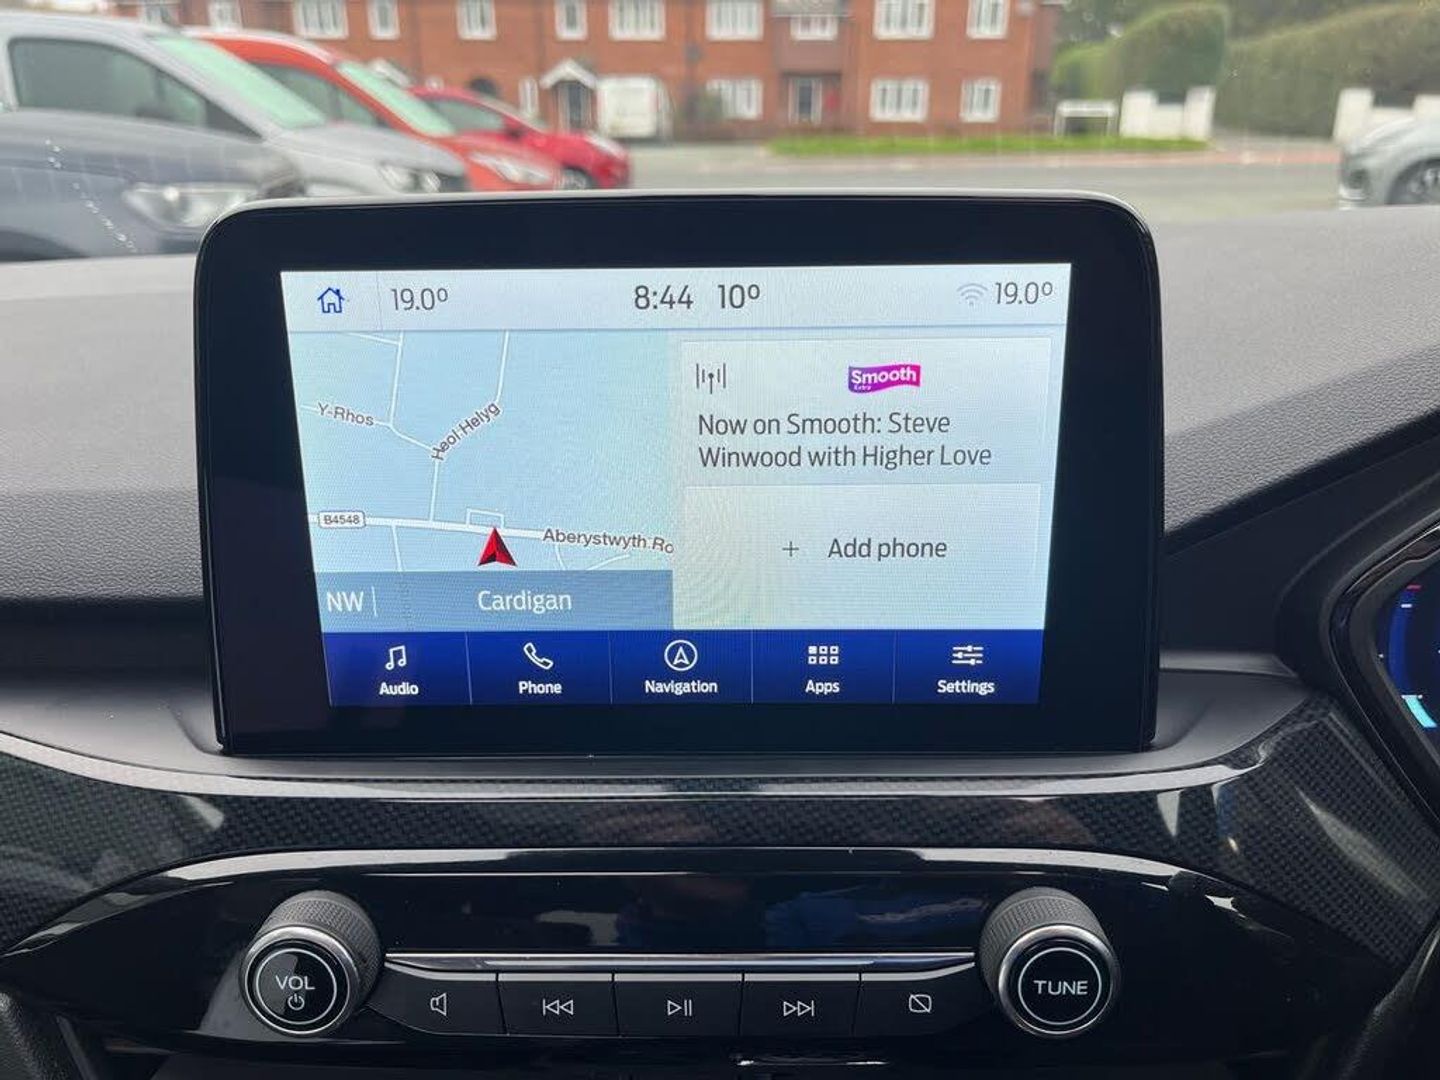 19.0°
8:44 10°
19.0°
Smooth
Extra
Now on Smooth: Steve
Winwood with Higher Love
Y-Rhos
Heol-Helyg
B4548
Aberystwyth Ro
+ Add phone
NW
Cardigan
Audio
Phone
Navigation
Apps
Settings
VOL
TUNE